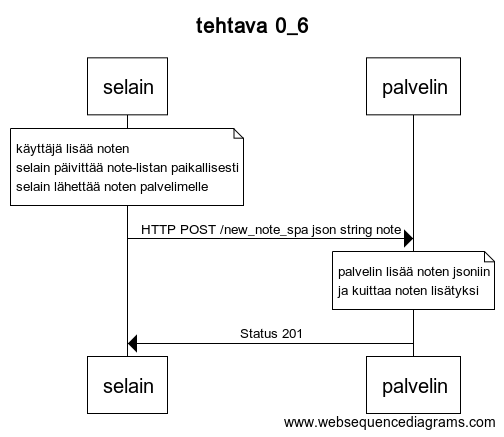 tehtava 0_6
selain
palvelin
käyttäjä lisää noten
selain päivittää note-listan paikallisesti
selain lähettää noten palvelimelle
HTTP POST /new_note_spa json string note
palvelin lisää noten jsoniin
ja kuittaa noten lisätyksi
Status 201
selain
palvelin
www.websequencediagrams.com